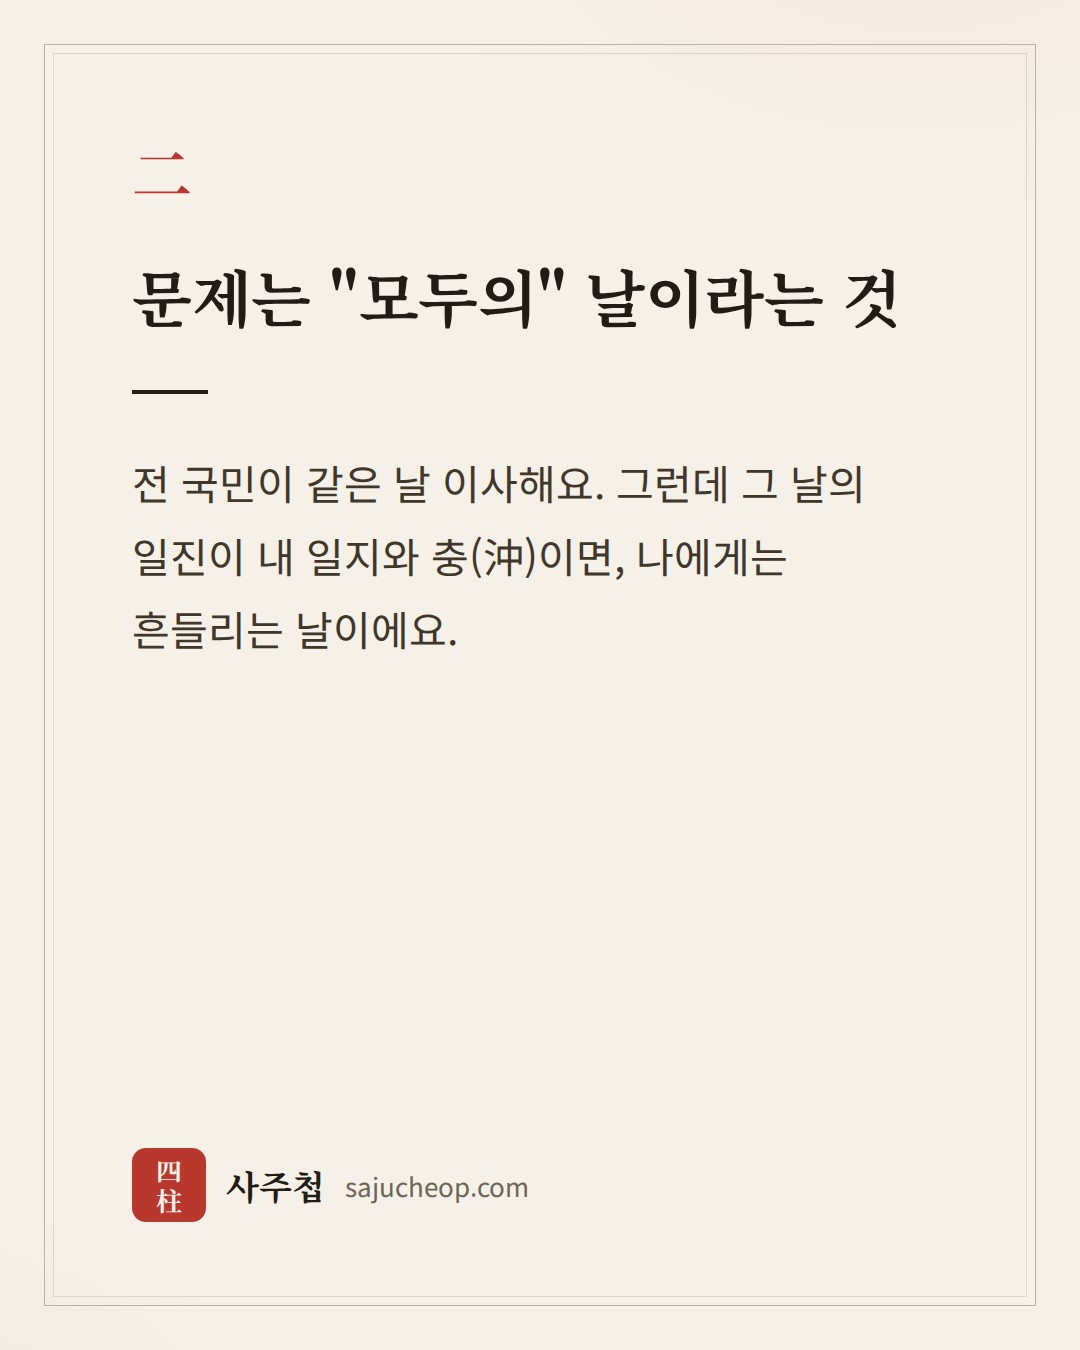 二
문제는 "모두의" 날이라는 것
전 국민이 같은 날 이사해요. 그런데 그 날의
일진이 내 일지와 충(沖)이면, 나에게는
흔들리는 날이에요.
四
柱
사주첩 sajucheop.com